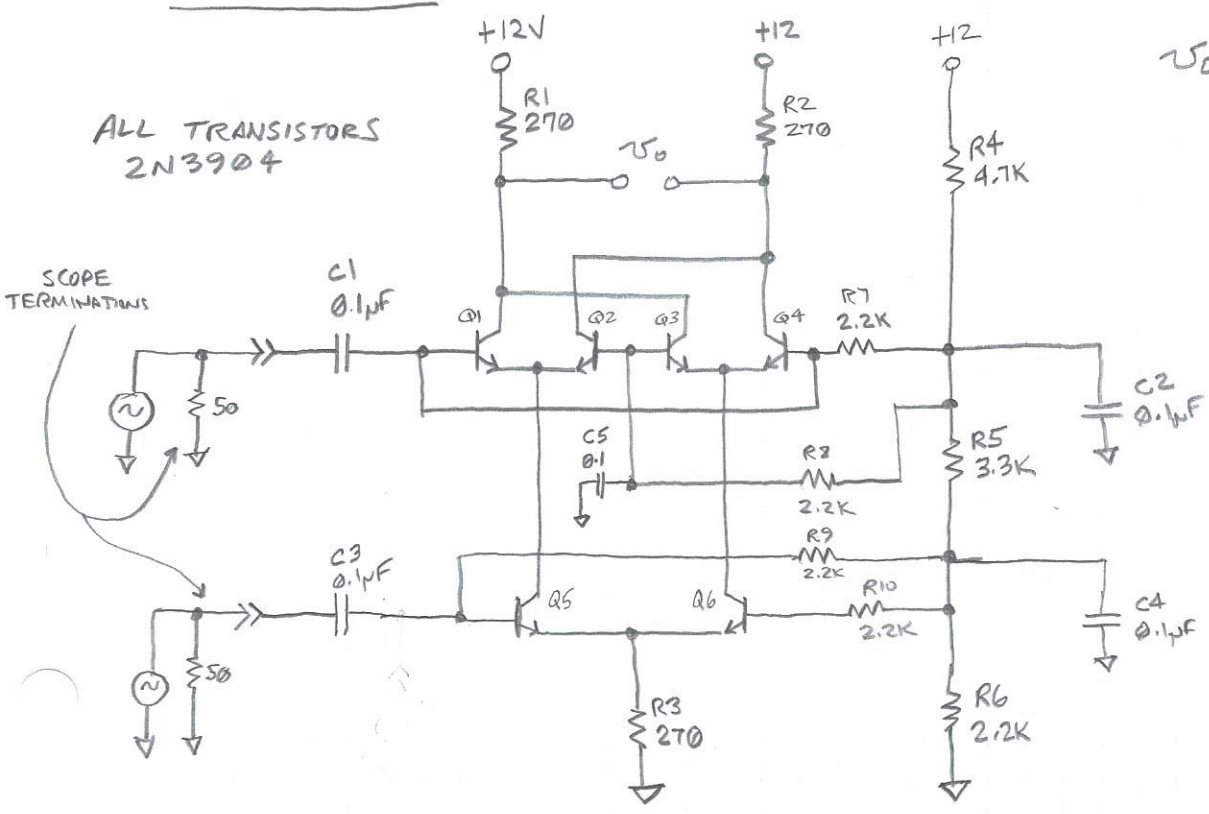 +12V
+12
+12
R1
270
R2
270
ALL TRANSISTORS
2N3904
R4
4.7K
SCOPE
TERMINATIONS
C1
0.1µF
R7
2.2K
Q1
Q2
Q3
Q4
50
C2
0.1µF
C5
0.1
R8
2.2K
R5
3.3K
R9
2.2K
C3
0.1µF
Q5
Q6
R10
2.2K
C4
0.1µF
50
R3
270
R6
2.2K